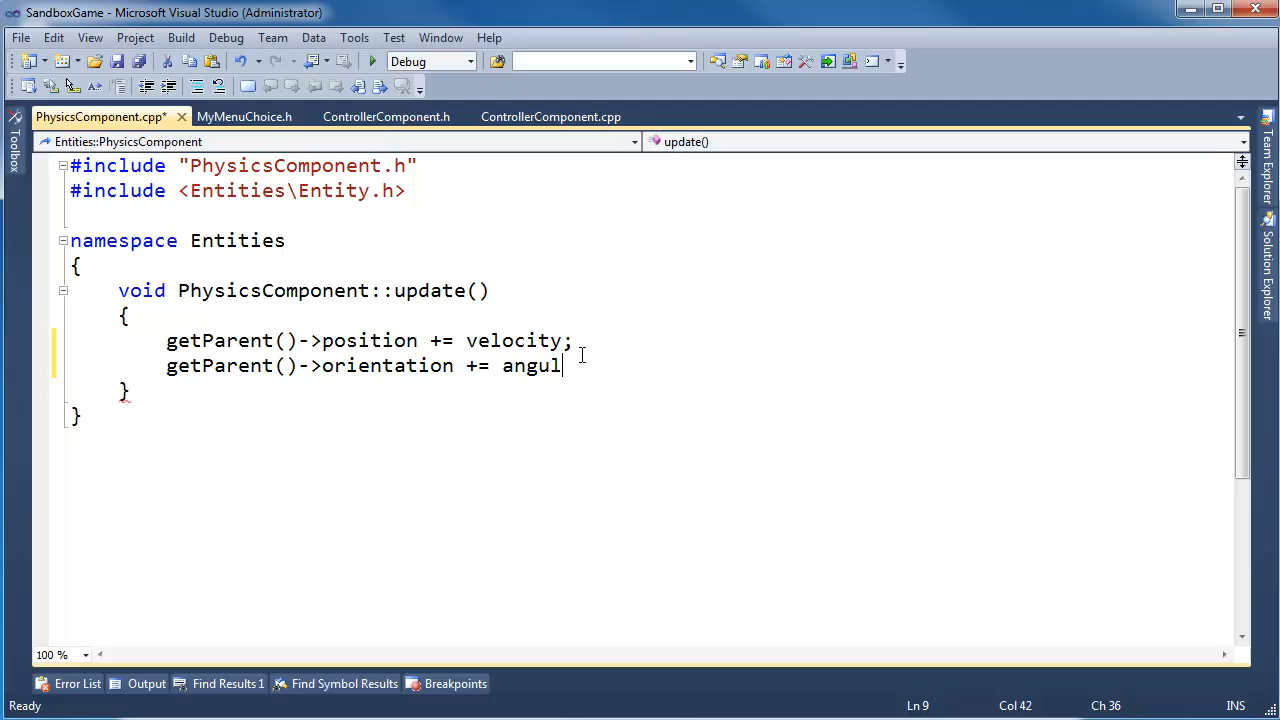 SandboxGame - Microsoft Visual Studio (Administrator)
File Edit View Project Build Debug Team Data Tools Test Window Help
Debug
PhysicsComponent.cpp* MyMenuChoice.h ControllerComponent.h ControllerComponent.cpp
Entities::PhysicsComponent update()
Toolbox
Team Explorer
Solution Explorer
#include "PhysicsComponent.h"
#include <Entities\Entity.h>
namespace Entities
{
void PhysicsComponent::update()
{
getParent()->position += velocity;
getParent()->orientation += angul
}
}
100 %
Error List Output Find Results 1 Find Symbol Results Breakpoints
Ready Ln 9 Col 42 Ch 36 INS